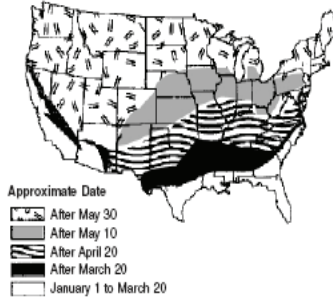 Approximate Date
After May 30
After May 10
After April 20
After March 20
January 1 to March 20